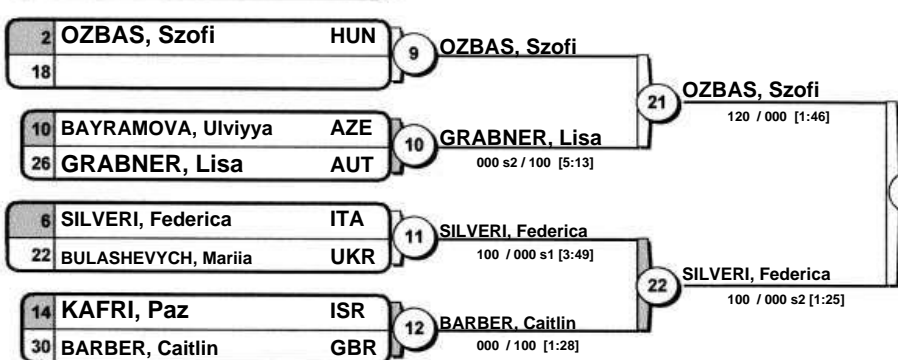 2 OZBAS, Szofi HUN
18
9
OZBAS, Szofi
10 BAYRAMOVA, Ulviyya AZE
26 GRABNER, Lisa AUT
10
GRABNER, Lisa
000 s2 / 100 [5:13]
21
OZBAS, Szofi
120 / 000 [1:46]
6 SILVERI, Federica ITA
22 BULASHEVYCH, Mariia UKR
11
SILVERI, Federica
100 / 000 s1 [3:49]
14 KAFRI, Paz ISR
30 BARBER, Caitlin GBR
12
BARBER, Caitlin
000 / 100 [1:28]
22
SILVERI, Federica
100 / 000 s2 [1:25]